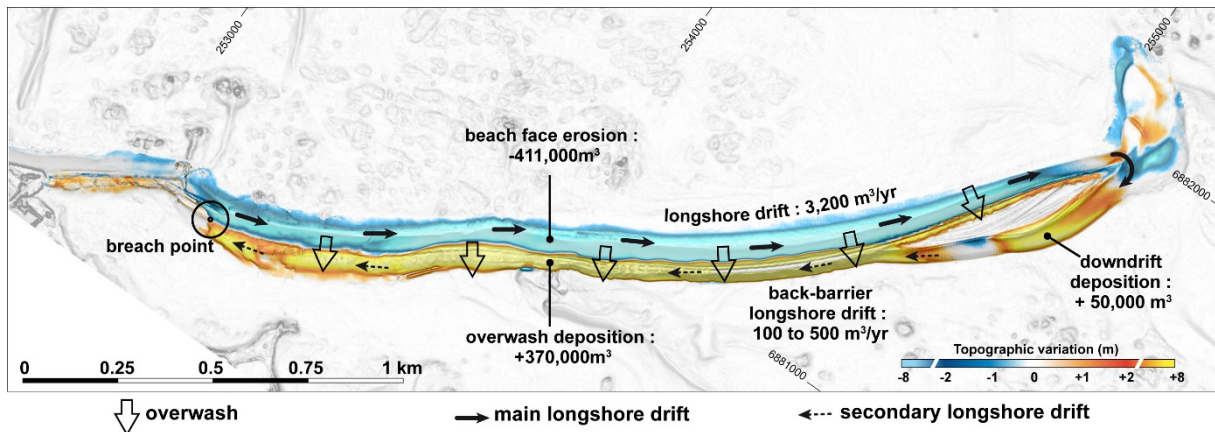 253000
254000
255000
beach face erosion :
-411,000m³
longshore drift : 3,200 m³/yr
6882000
breach point
downdrift
deposition :
+ 50,000 m³
back-barrier
longshore drift :
100 to 500 m³/yr
overwash deposition :
+370,000m³
6881000
Topographic variation (m)
-8 -2 -1 0 +1 +2 +8
0 0.25 0.5 0.75 1 km
overwash main longshore drift secondary longshore drift